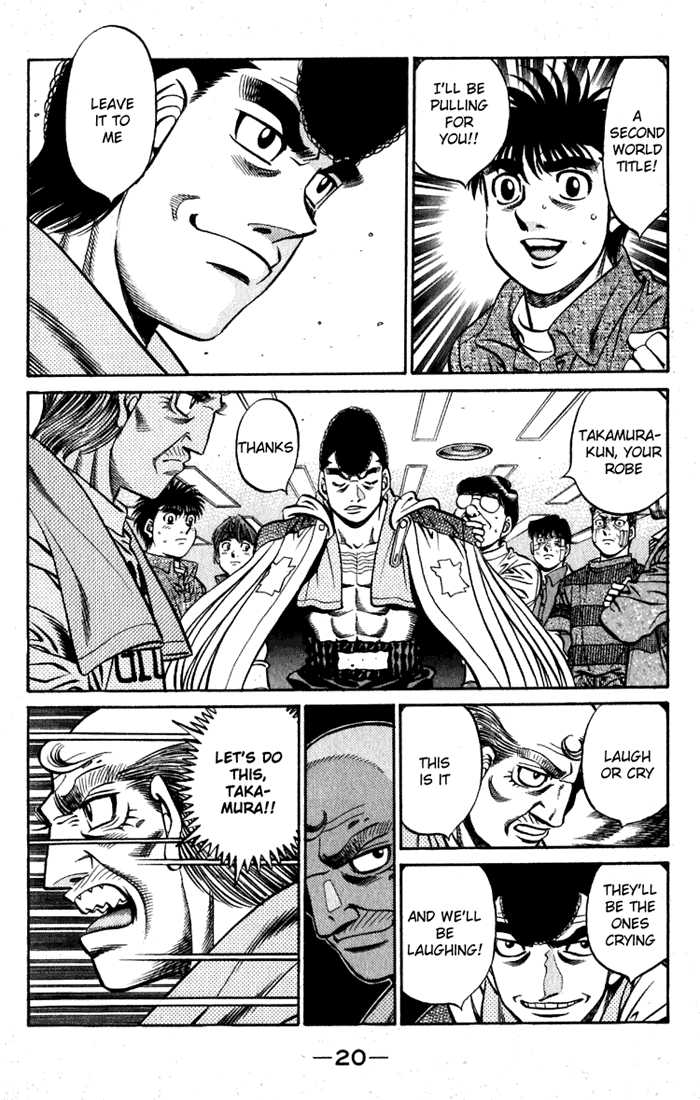 A
SECOND
WORLD
TITLE!
I'LL BE
PULLING
FOR
YOU!!
LEAVE
IT TO
ME
TAKAMURA-
KUN, YOUR
ROBE
THANKS
LAUGH
OR CRY
THIS
IS IT
THEY'LL
BE THE
ONES
CRYING
AND WE'LL
BE
LAUGHING!
LET'S DO
THIS,
TAKA-
MURA!!
—20—